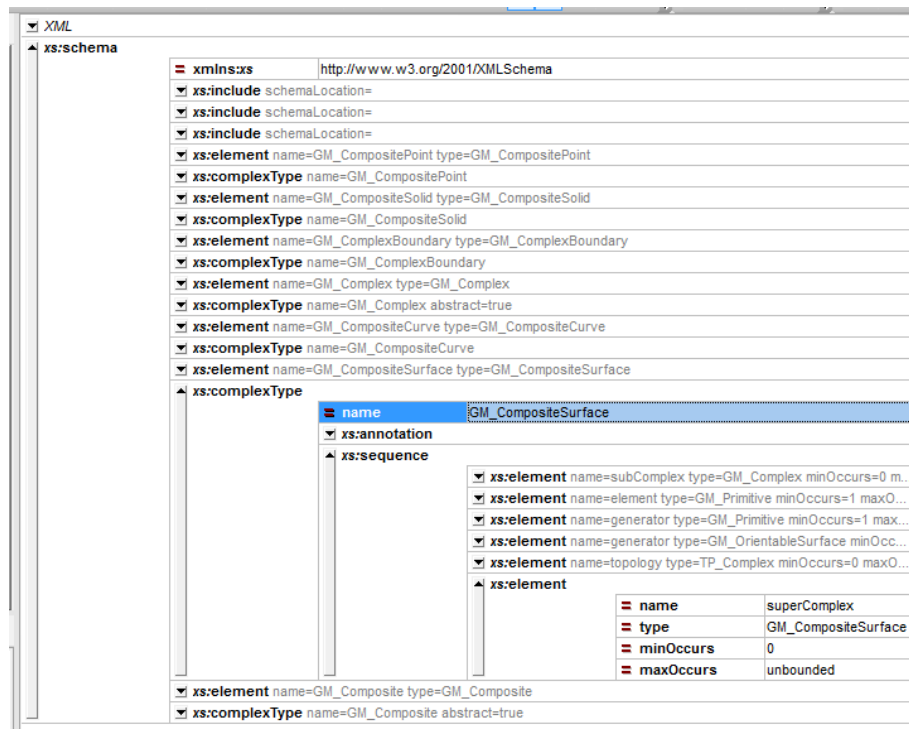 XML
xs:schema
= xmlns:xs http://www.w3.org/2001/XMLSchema
xs:include schemaLocation=
xs:include schemaLocation=
xs:include schemaLocation=
xs:element name=GM_CompositePoint type=GM_CompositePoint
xs:complexType name=GM_CompositePoint
xs:element name=GM_CompositeSolid type=GM_CompositeSolid
xs:complexType name=GM_CompositeSolid
xs:element name=GM_ComplexBoundary type=GM_ComplexBoundary
xs:complexType name=GM_ComplexBoundary
xs:element name=GM_Complex type=GM_Complex
xs:complexType name=GM_Complex abstract=true
xs:element name=GM_CompositeCurve type=GM_CompositeCurve
xs:complexType name=GM_CompositeCurve
xs:element name=GM_CompositeSurface type=GM_CompositeSurface
xs:complexType
= name GM_CompositeSurface
xs:annotation
xs:sequence
xs:element name=subComplex type=GM_Complex minOccurs=0 m...
xs:element name=element type=GM_Primitive minOccurs=1 maxO...
xs:element name=generator type=GM_Primitive minOccurs=1 max...
xs:element name=generator type=GM_OrientableSurface minOcc...
xs:element name=topology type=TP_Complex minOccurs=0 maxO...
xs:element
= name superComplex
= type GM_CompositeSurface
= minOccurs 0
= maxOccurs unbounded
xs:element name=GM_Composite type=GM_Composite
xs:complexType name=GM_Composite abstract=true